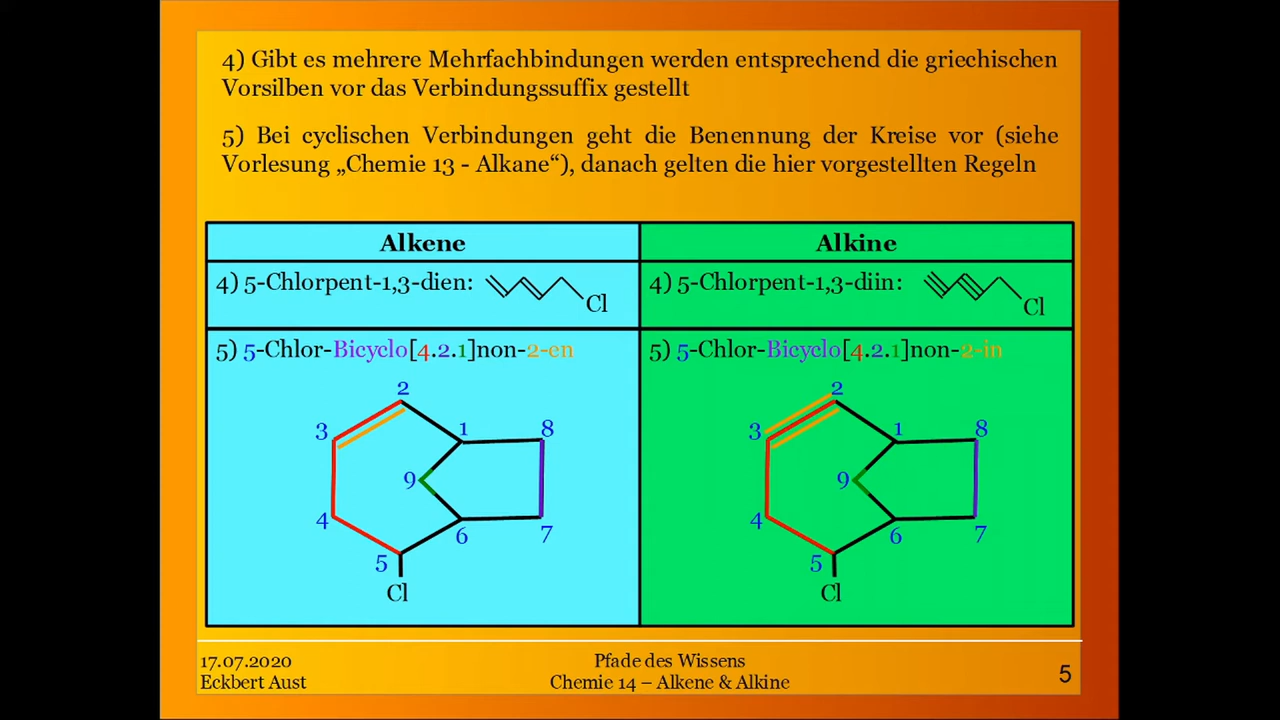 4) Gibt es mehrere Mehrfachbindungen werden entsprechend die griechischen
Vorsilben vor das Verbindungssuffix gestellt
5) Bei cyclischen Verbindungen geht die Benennung der Kreise vor (siehe
Vorlesung „Chemie 13 - Alkane“), danach gelten die hier vorgestellten Regeln
Alkene
Alkine
4) 5-Chlorpent-1,3-dien:
Cl
4) 5-Chlorpent-1,3-diin:
Cl
5) 5-Chlor-Bicyclo[4.2.1]non-2-en
2
3
1
8
9
4
6
7
5
Cl
5) 5-Chlor-Bicyclo[4.2.1]non-2-in
2
3
1
8
9
4
6
7
5
Cl
17.07.2020
Eckbert Aust
Pfade des Wissens
Chemie 14 – Alkene & Alkine
5